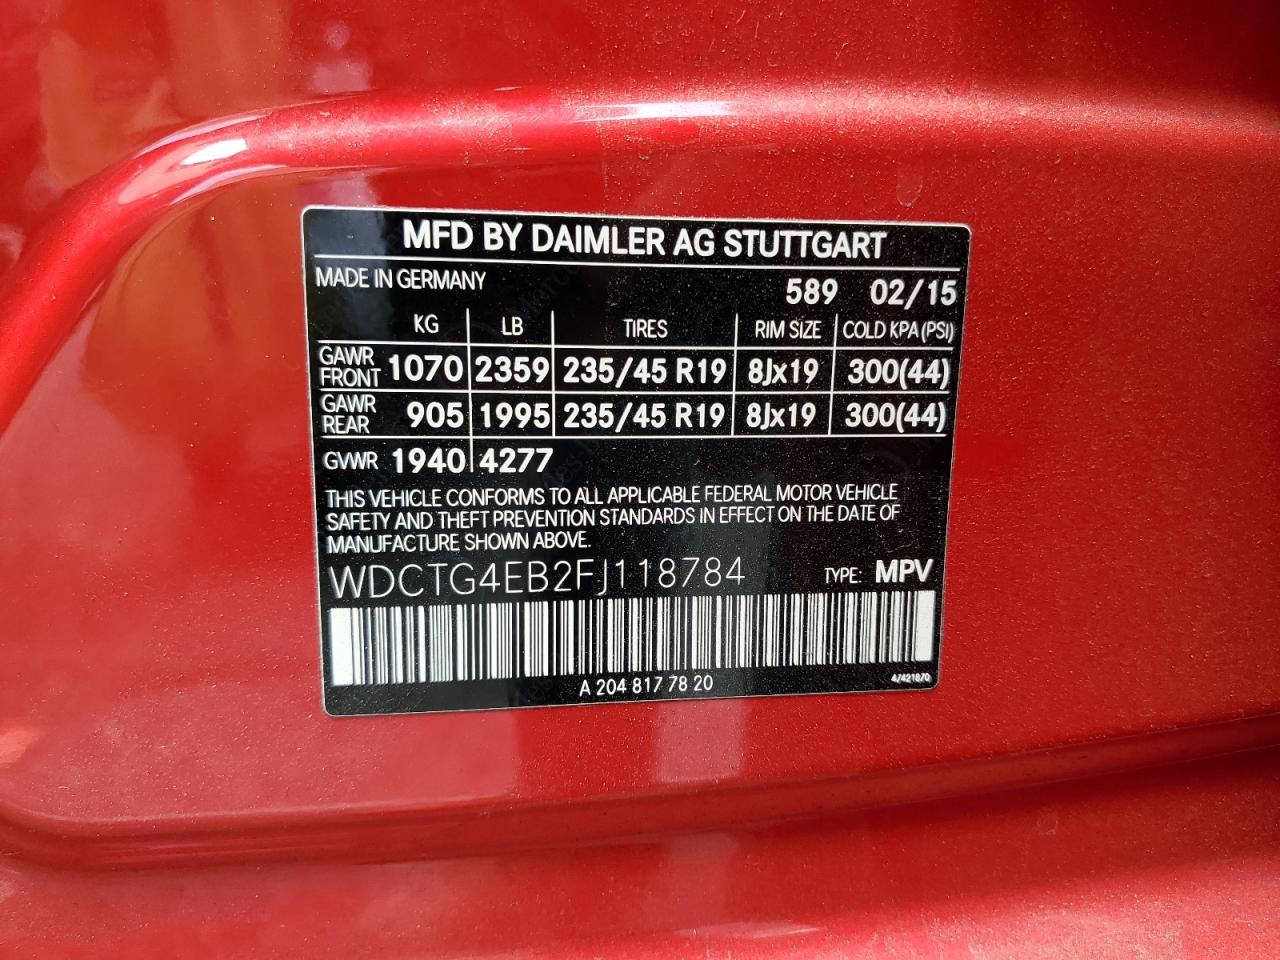 MFD BY DAIMLER AG STUTTGART
MADE IN GERMANY 589 02/15
KG LB TIRES RIM SIZE COLD KPA (PSI)
GAWR FRONT 1070 2359 235/45 R19 8Jx19 300(44)
GAWR REAR 905 1995 235/45 R19 8Jx19 300(44)
GVWR 1940 4277
THIS VEHICLE CONFORMS TO ALL APPLICABLE FEDERAL MOTOR VEHICLE
SAFETY AND THEFT PREVENTION STANDARDS IN EFFECT ON THE DATE OF
MANUFACTURE SHOWN ABOVE.
WDCTG4EB2FJ118784 TYPE: MPV
A 204 817 78 20 47421870